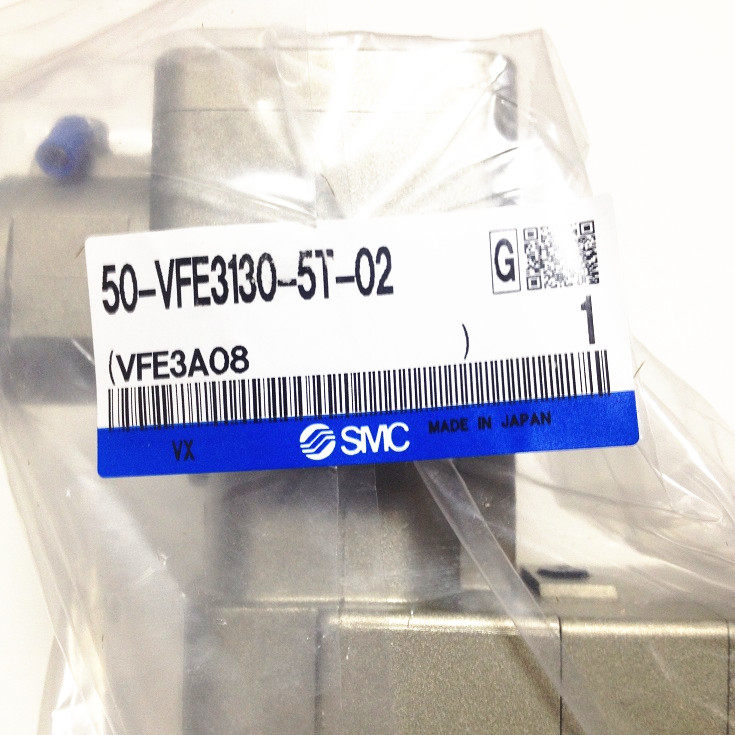 50-VFE3130-5T-02
G
1
(VFE3A08 )
VX
SMC
MADE IN JAPAN